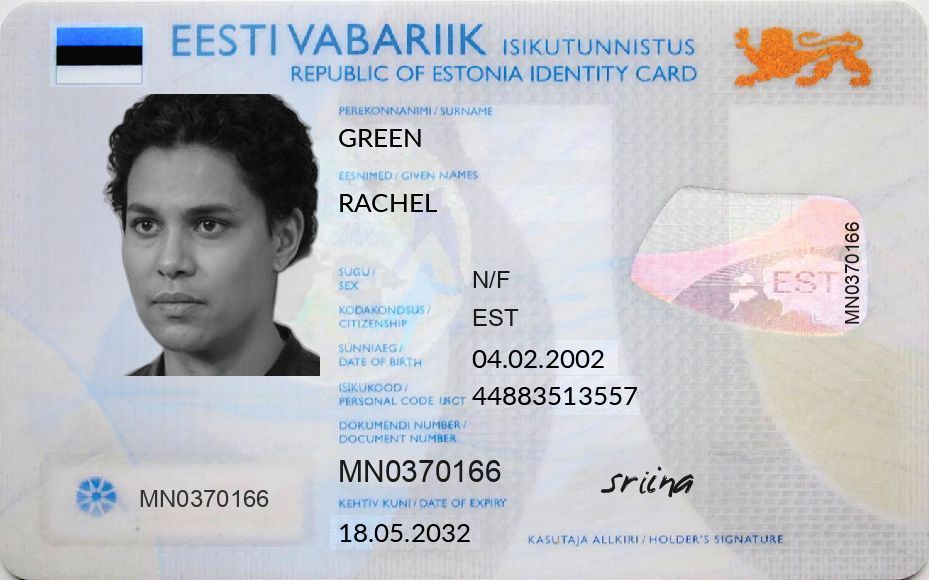 EESTI VABARIIK ISIKUTUNNISTUS
REPUBLIC OF ESTONIA IDENTITY CARD
PEREKONNANIMI / SURNAME
GREEN
EESNIMED / GIVEN NAMES
RACHEL
SUGU /
SEX
N/F
KODAKONDSUS /
CITIZENSHIP
EST
SÜNNIAEG /
DATE OF BIRTH
04.02.2002
ISIKUKOOD /
PERSONAL CODE
44883513557
DOKUMENDI NUMBER /
DOCUMENT NUMBER
MN0370166
KEHTIV KUNI / DATE OF EXPIRY
18.05.2032
MN0370166
EST
MN0370166
sriina
KASUTAJA ALLKIRI / HOLDER'S SIGNATURE